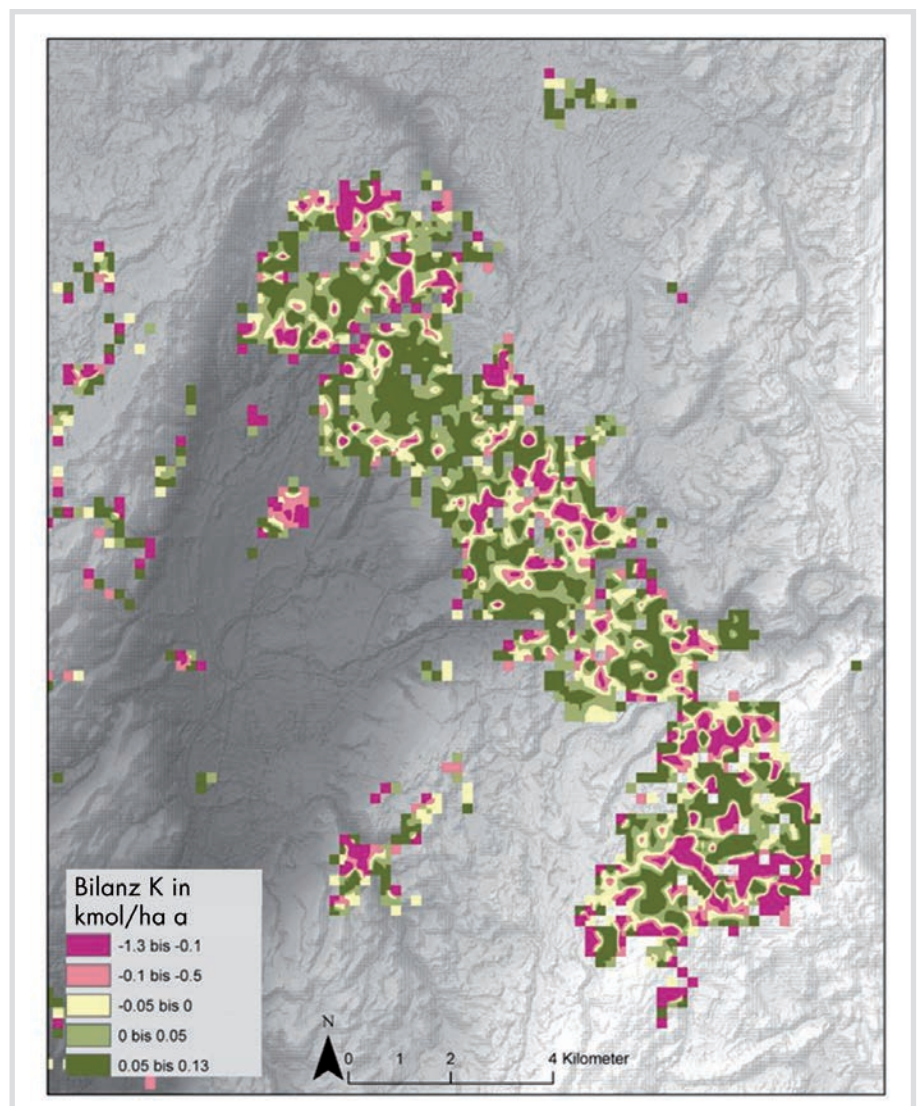 Bilanz K in
kmol/ha a
-1.3 bis -0.1
-0.1 bis -0.5
-0.05 bis 0
0 bis 0.05
0.05 bis 0.13
N
0 1 2 4 Kilometer